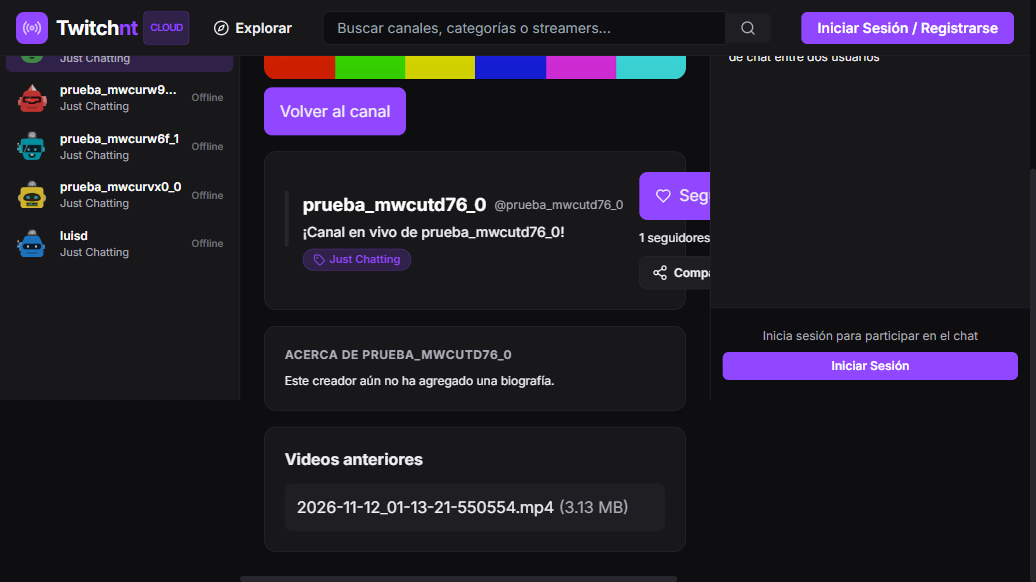 Twitchnt CLOUD Explorar Buscar canales, categorías o streamers... Iniciar Sesión / Registrarse
Just Chatting
prueba_mwcurw9...
Just Chatting
Offline
prueba_mwcurw6f_1
Just Chatting
Offline
prueba_mwcurvx0_0
Just Chatting
Offline
luisd
Just Chatting
Offline
Volver al canal
prueba_mwcutd76_0 @prueba_mwcutd76_0
¡Canal en vivo de prueba_mwcutd76_0!
Just Chatting
Seg
1 seguidores
Compa
ACERCA DE PRUEBA_MWCUTD76_0
Este creador aún no ha agregado una biografía.
Videos anteriores
2026-11-12_01-13-21-550554.mp4 (3.13 MB)
de chat entre dos usuarios
Inicia sesión para participar en el chat
Iniciar Sesión